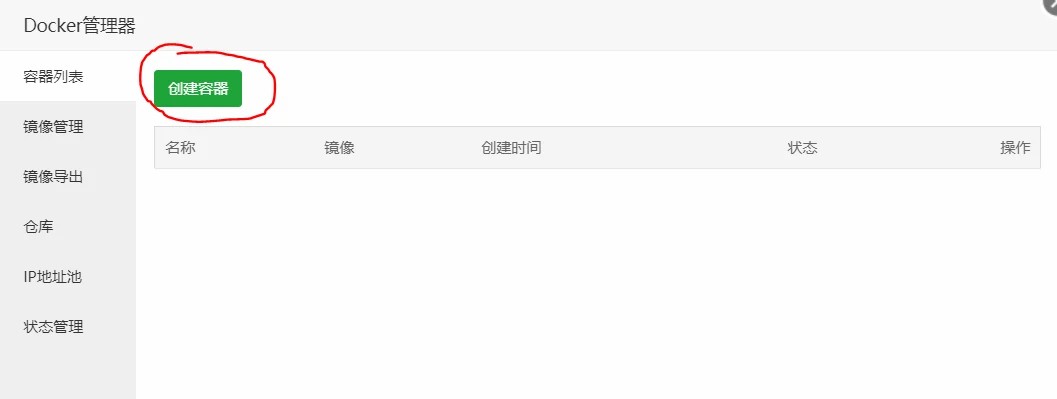 Docker管理器
容器列表
创建容器
镜像管理
名称 镜像 创建时间 状态 操作
镜像导出
仓库
IP地址池
状态管理